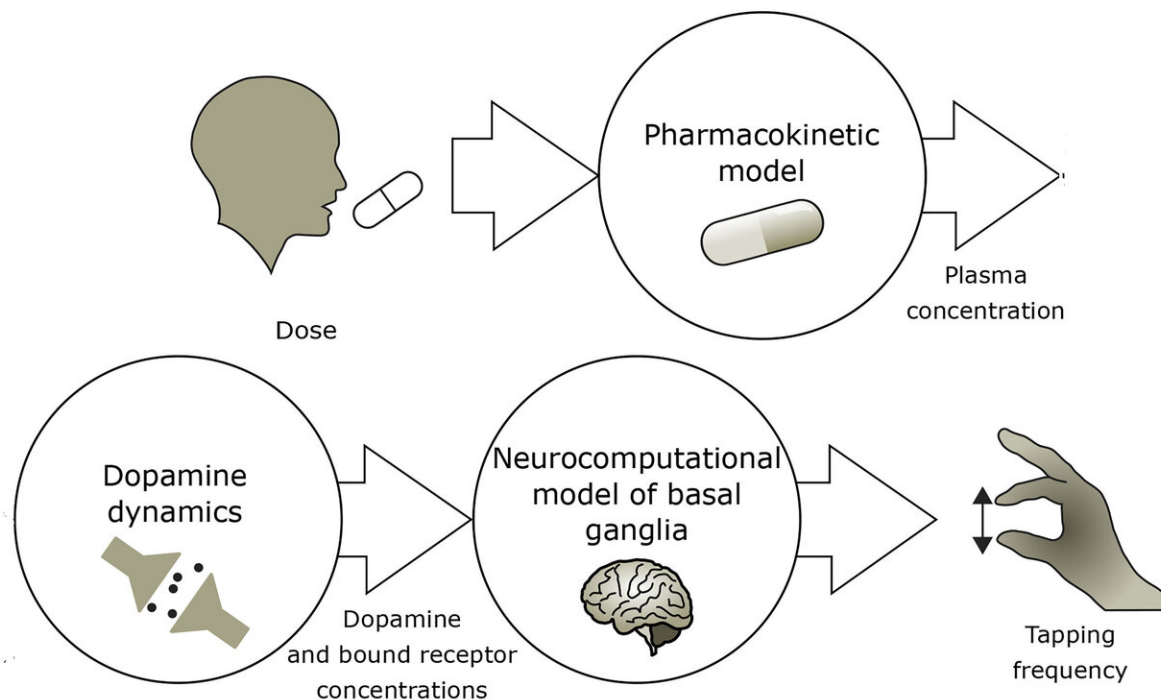 Pharmacokinetic
model
Plasma
concentration
Dose
Dopamine
dynamics
Neurocomputational
model of basal
ganglia
Dopamine
and bound receptor
concentrations
Tapping
frequency